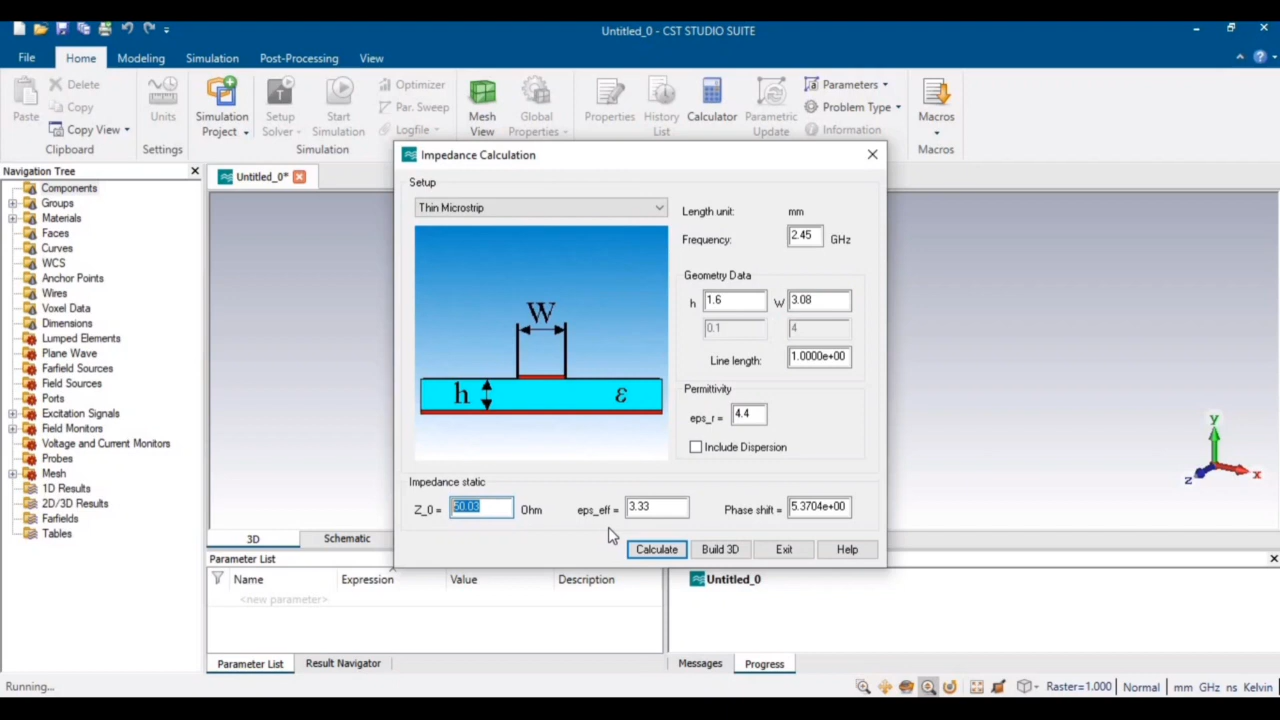 Untitled_0 - CST STUDIO SUITE
File Home Modeling Simulation Post-Processing View
Paste
Delete
Copy
Copy View
Clipboard
Units
Settings
Simulation Project
Setup Solver
Start Simulation
Optimizer
Par. Sweep
Logfile
Simulation
Mesh View
Global Properties
Properties
History List
Calculator
Parametric Update
Parameters
Problem Type
Information
Macros
Macros
Navigation Tree
Components
Groups
Materials
Faces
Curves
WCS
Anchor Points
Wires
Voxel Data
Dimensions
Lumped Elements
Plane Wave
Farfield Sources
Field Sources
Ports
Excitation Signals
Field Monitors
Voltage and Current Monitors
Probes
Mesh
1D Results
2D/3D Results
Farfields
Tables
Untitled_0*
Impedance Calculation
Setup
Thin Microstrip
W
h ε
Length unit: mm
Frequency: 2.45 GHz
Geometry Data
h 1.6 W 3.08
0.1 4
Line length: 1.0000e+00
Permittivity
eps_r = 4.4
Include Dispersion
Impedance static
Z_0 = 50.03 Ohm eps_eff = 3.33 Phase shift = 5.3704e+00
Calculate Build 3D Exit Help
y
z x
3D Schematic
Parameter List
Name Expression Value Description
<new parameter>
Parameter List Result Navigator
Untitled_0
Messages Progress
Running...
Raster=1.000 Normal mm GHz ns Kelvin